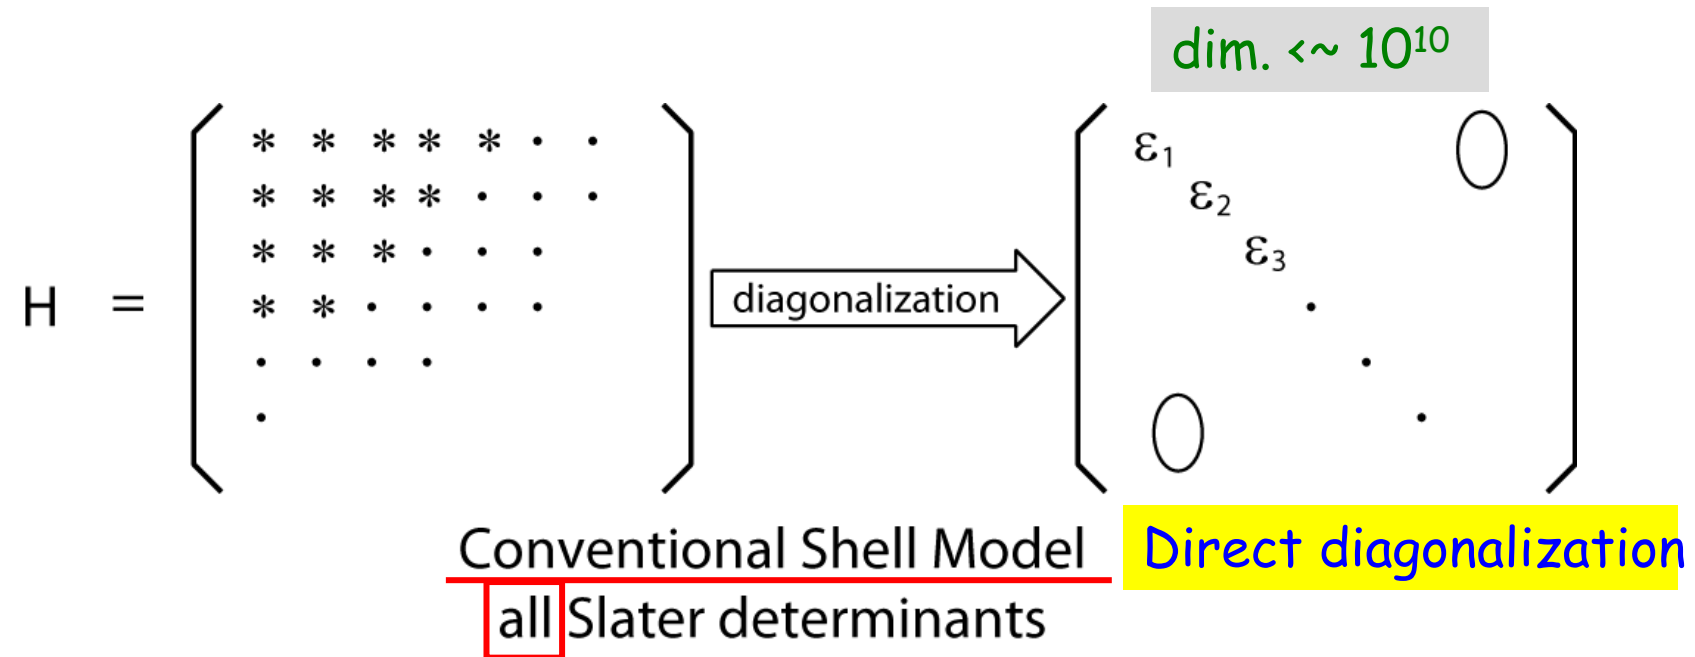 dim. <~ 10¹⁰
* * * * * · ·
* * * * · · ·
* * * · · ·
H = * * · · · ·
· · · ·
·
diagonalization
ε₁ 0
ε₂
ε₃
·
·
0 ·
Conventional Shell Model
Direct diagonalization
all Slater determinants